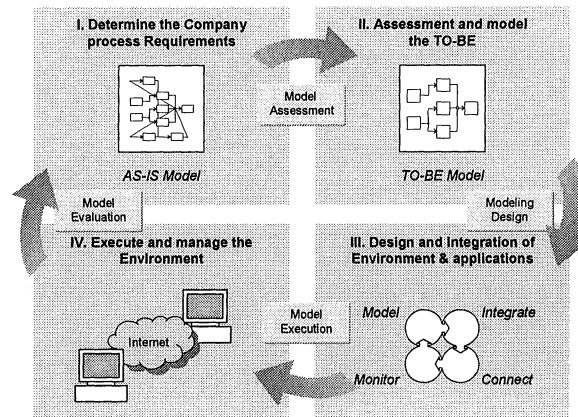 I. Determine the Company
process Requirements
AS-IS Model
Model
Assessment
II. Assessment and model
the TO-BE
TO-BE Model
Modeling
Design
III. Design and Integration of
Environment & applications
Model
Integrate
Monitor
Connect
Model
Execution
IV. Execute and manage the
Environment
Internet
Model
Evaluation